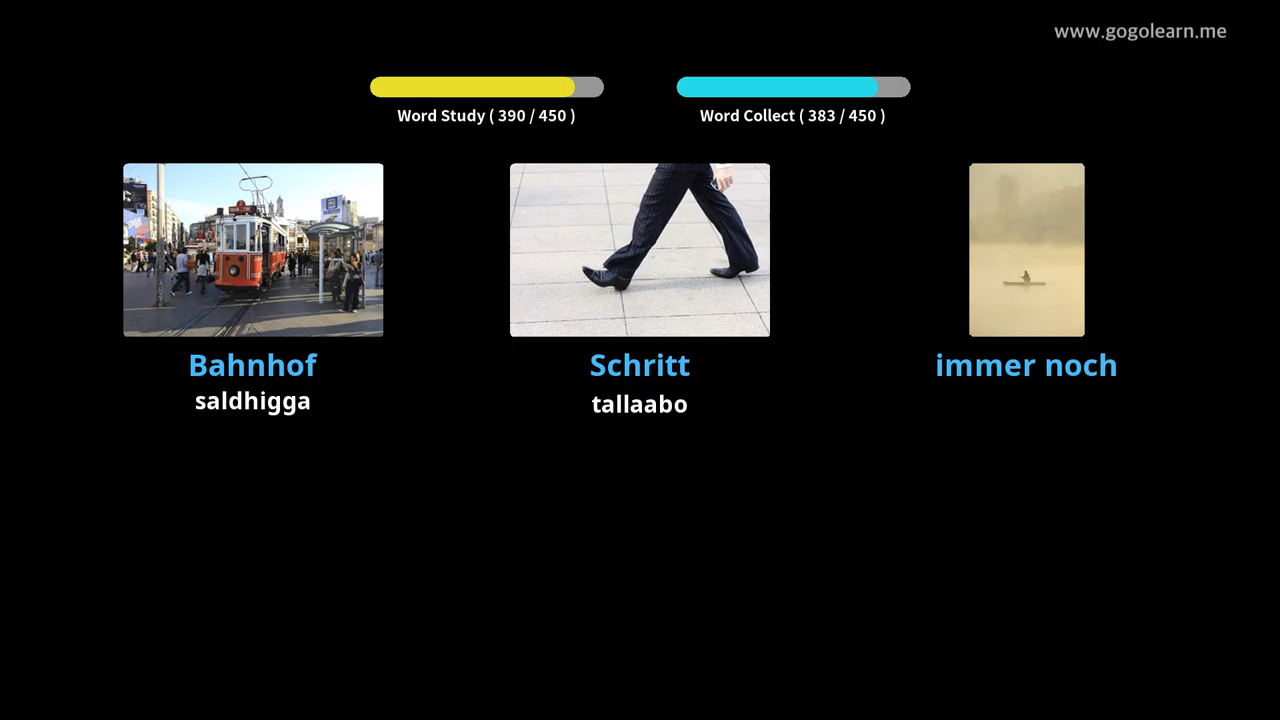 www.gogolearn.me
Word Study ( 390 / 450 )
Word Collect ( 383 / 450 )
Bahnhof
saldhigga
Schritt
tallaabo
immer noch